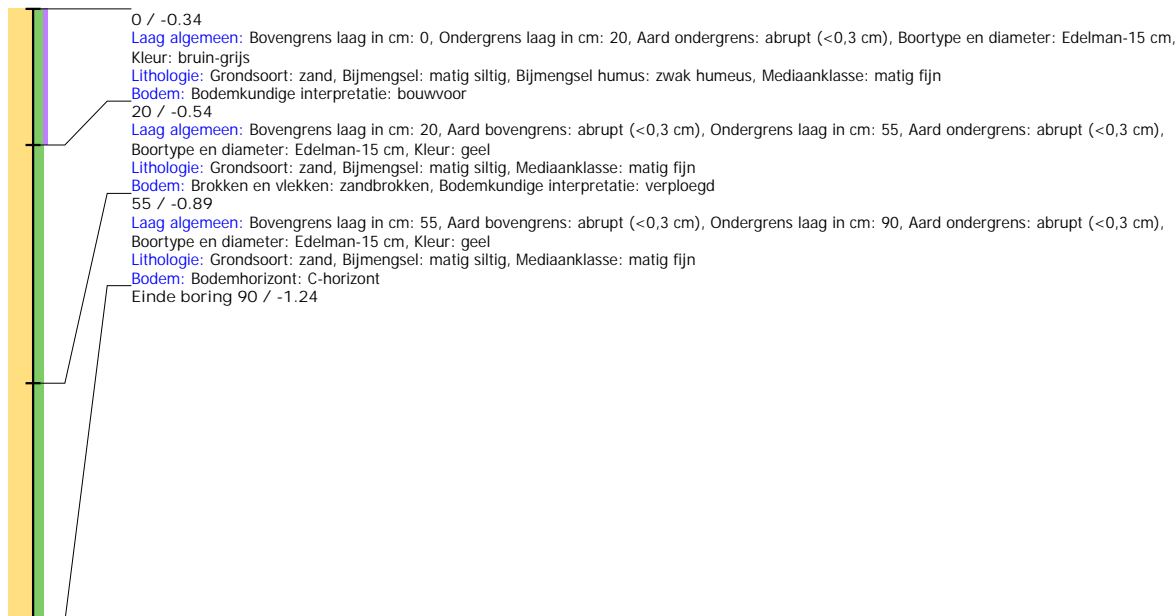 0 / -0.34
Laag algemeen: Bovengrens laag in cm: 0, Ondergrens laag in cm: 20, Aard ondergrens: abrupt (<0,3 cm), Boortype en diameter: Edelman-15 cm,
Kleur: bruin-grijs
Lithologie: Grondsoort: zand, Bijmengsel: matig siltig, Bijmengsel humus: zwak humeus, Mediaanklasse: matig fijn
Bodem: Bodemkundige interpretatie: bouwvoor
20 / -0.54
Laag algemeen: Bovengrens laag in cm: 20, Aard bovengrens: abrupt (<0,3 cm), Ondergrens laag in cm: 55, Aard ondergrens: abrupt (<0,3 cm),
Boortype en diameter: Edelman-15 cm, Kleur: geel
Lithologie: Grondsoort: zand, Bijmengsel: matig siltig, Mediaanklasse: matig fijn
Bodem: Brokken en vlekken: zandbrokken, Bodemkundige interpretatie: verploegd
55 / -0.89
Laag algemeen: Bovengrens laag in cm: 55, Aard bovengrens: abrupt (<0,3 cm), Ondergrens laag in cm: 90, Aard ondergrens: abrupt (<0,3 cm),
Boortype en diameter: Edelman-15 cm, Kleur: geel
Lithologie: Grondsoort: zand, Bijmengsel: matig siltig, Mediaanklasse: matig fijn
Bodem: Bodemhorizont: C-horizont
Einde boring 90 / -1.24